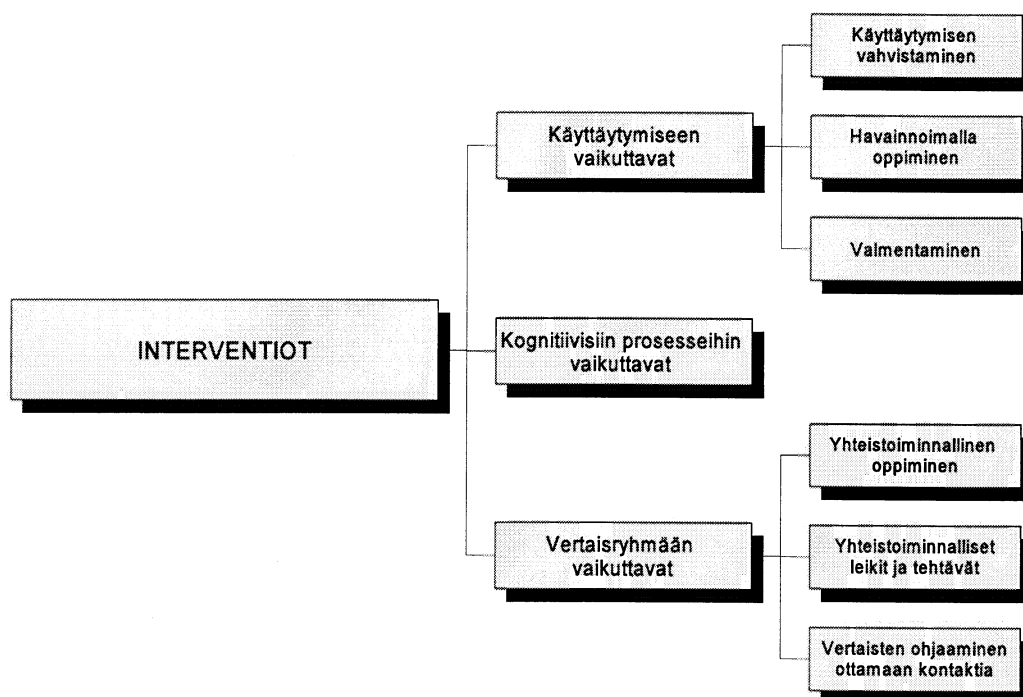 INTERVENTIOT
Käyttäytymiseen
vaikuttavat
Käyttäytymisen
vahvistaminen
Havainnoimalla
oppiminen
Valmentaminen
Kognitiivisiin prosesseihin
vaikuttavat
Vertaisryhmään
vaikuttavat
Yhteistoiminnallinen
oppiminen
Yhteistoiminnalliset
leikit ja tehtävät
Vertaisten ohjaaminen
ottamaan kontaktia